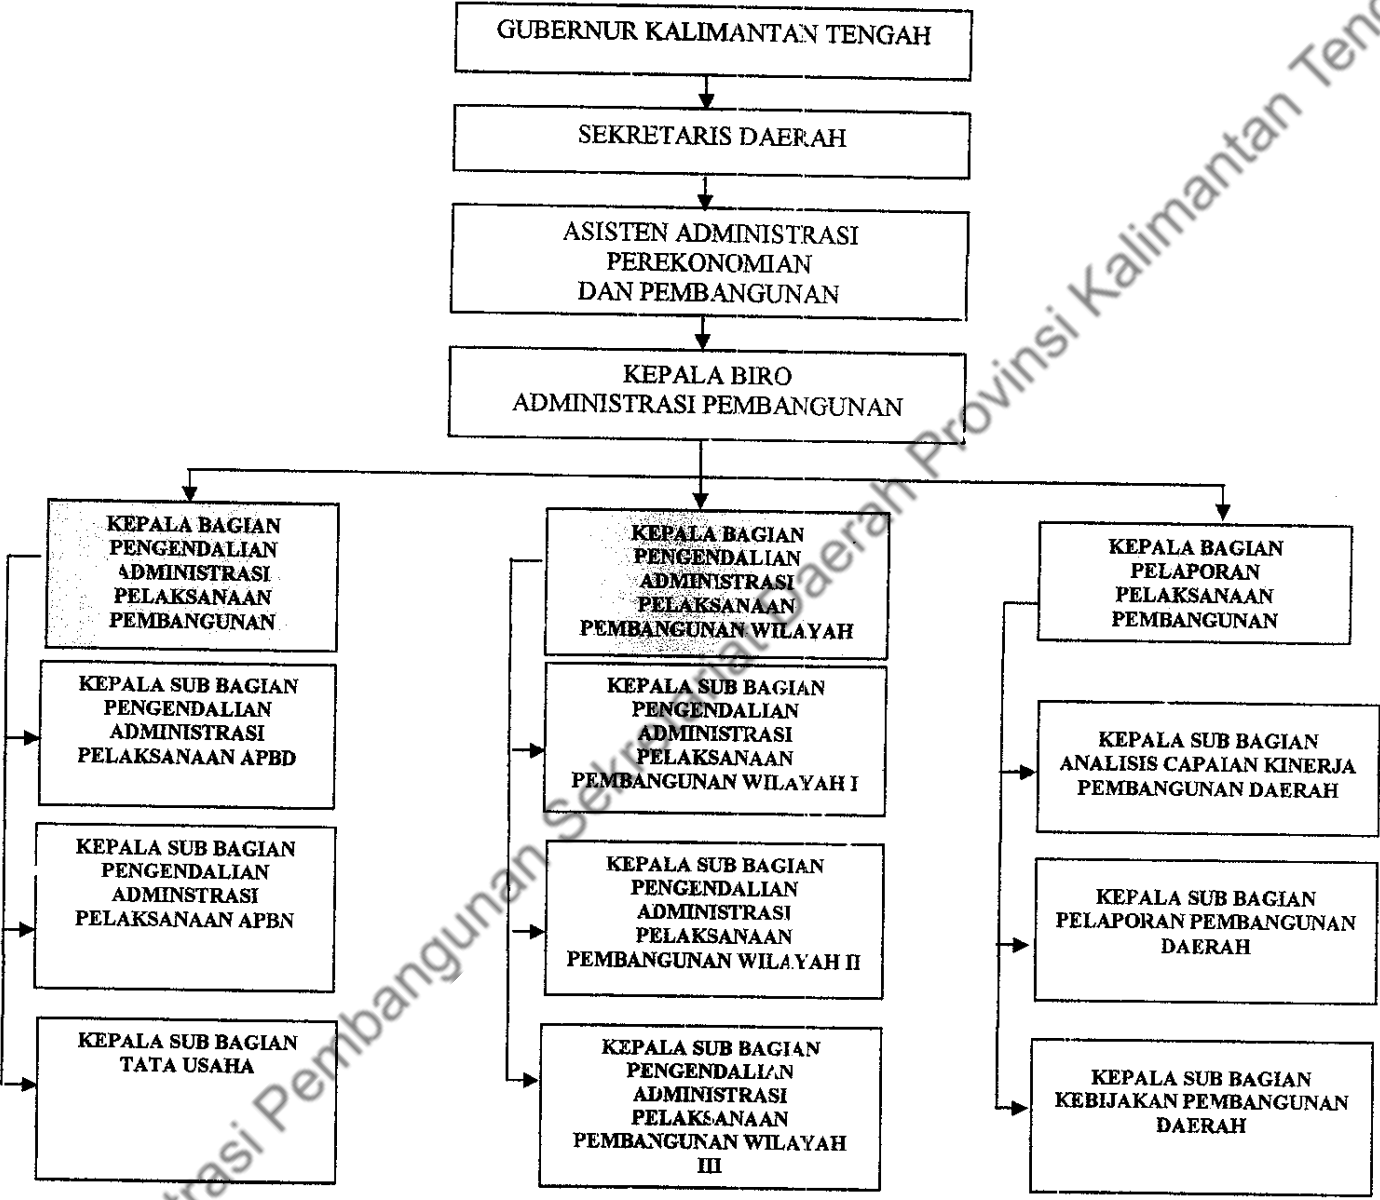 GUBERNUR KALIMANTAN TENGAH
SEKRETARIS DAERAH
ASISTEN ADMINISTRASI
PEREKONOMIAN
DAN PEMBANGUNAN
KEPALA BIRO
ADMINISTRASI PEMBANGUNAN
KEPALA BAGIAN
PENGENDALIAN
ADMINISTRASI
PELAKSANAAN
PEMBANGUNAN
KEPALA SUB BAGIAN
PENGENDALIAN
ADMINISTRASI
PELAKSANAAN APBD
KEPALA SUB BAGIAN
PENGENDALIAN
ADMINSTRASI
PELAKSANAAN APBN
KEPALA SUB BAGIAN
TATA USAHA
KEPALA BAGIAN
PENGENDALIAN
ADMINISTRASI
PELAKSANAAN
PEMBANGUNAN WILAYAH
KEPALA SUB BAGIAN
PENGENDALIAN
ADMINISTRASI
PELAKSANAAN
PEMBANGUNAN WILAYAH I
KEPALA SUB BAGIAN
PENGENDALIAN
ADMINISTRASI
PELAKSANAAN
PEMBANGUNAN WILAYAH II
KEPALA SUB BAGIAN
PENGENDALIAN
ADMINISTRASI
PELAKSANAAN
PEMBANGUNAN WILAYAH
III
KEPALA BAGIAN
PELAPORAN
PELAKSANAAN
PEMBANGUNAN
KEPALA SUB BAGIAN
ANALISIS CAPAIAN KINERJA
PEMBANGUNAN DAERAH
KEPALA SUB BAGIAN
PELAPORAN PEMBANGUNAN
DAERAH
KEPALA SUB BAGIAN
KEBIJAKAN PEMBANGUNAN
DAERAH
trasi Pembangunan Sekretariat Daerah Provinsi Kalimantan Teng